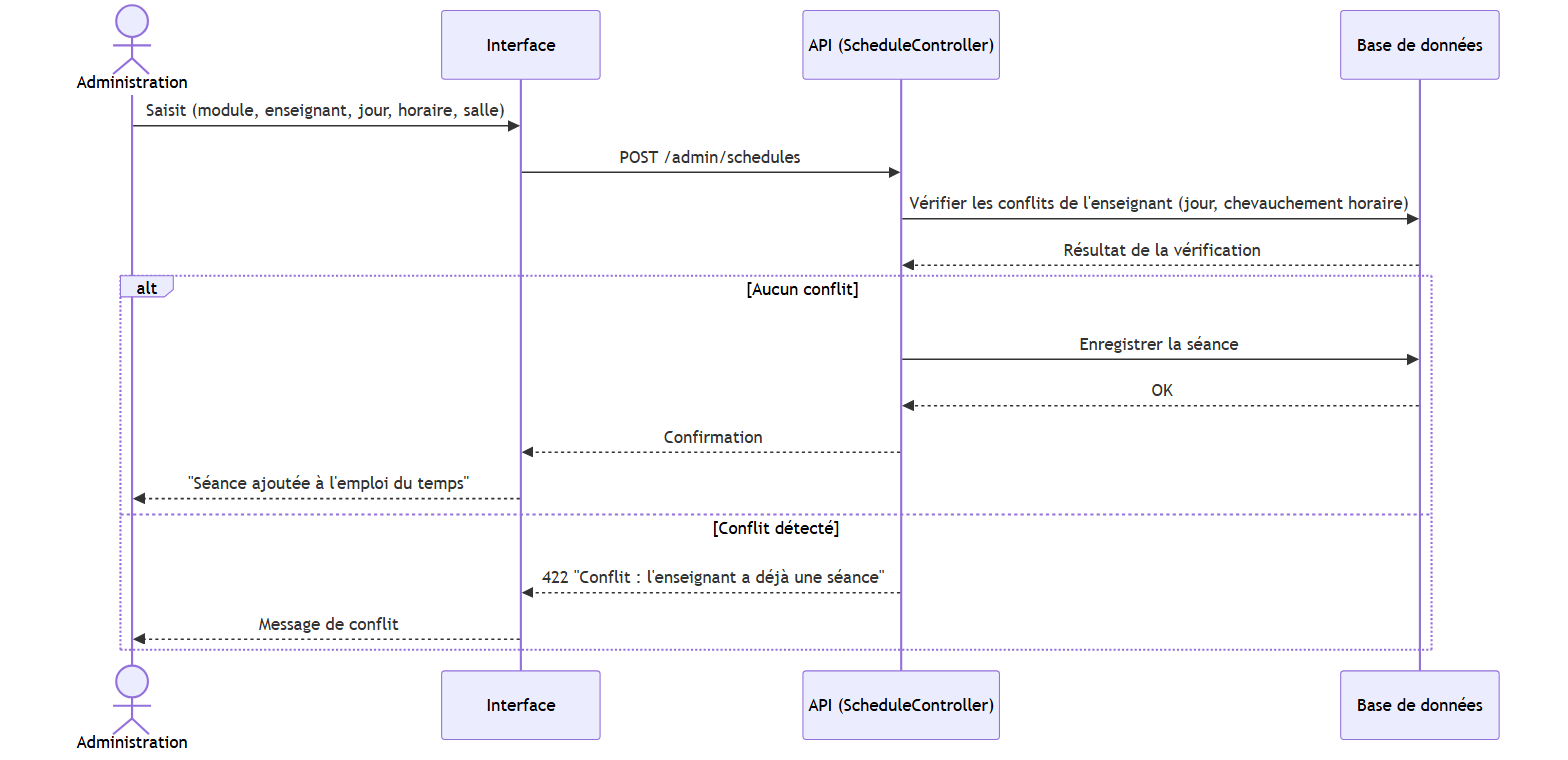 Administration
Interface
API (ScheduleController)
Base de données
Saisit (module, enseignant, jour, horaire, salle)
POST /admin/schedules
Vérifier les conflits de l'enseignant (jour, chevauchement horaire)
Résultat de la vérification
alt
[Aucun conflit]
Enregistrer la séance
OK
Confirmation
"Séance ajoutée à l'emploi du temps"
[Conflit détecté]
422 "Conflit : l'enseignant a déjà une séance"
Message de conflit
Administration
Interface
API (ScheduleController)
Base de données